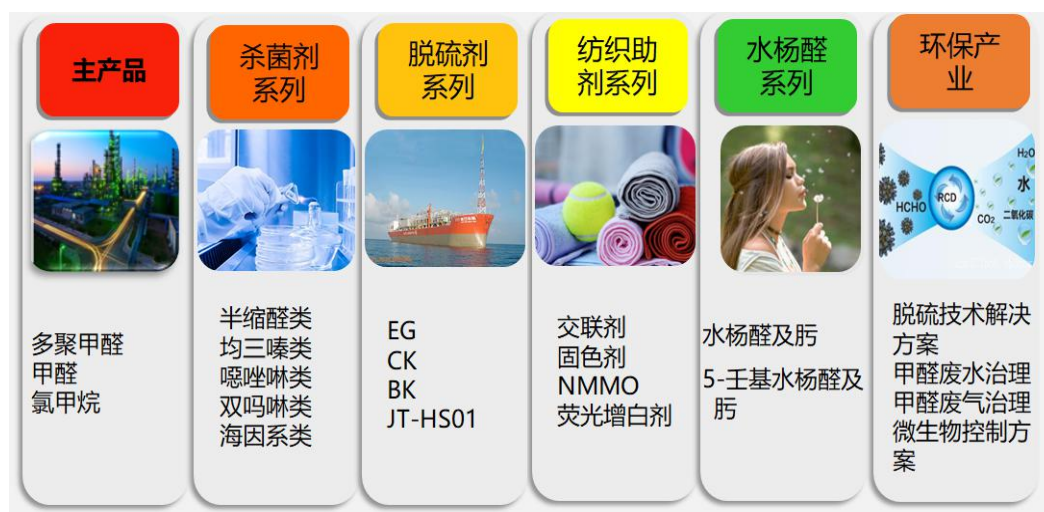 主产品
多聚甲醛
甲醛
氯甲烷
杀菌剂
系列
半缩醛类
均三嗪类
噁唑啉类
双吗啉类
海因系类
脱硫剂
系列
EG
CK
BK
JT-HS01
纺织助
剂系列
交联剂
固色剂
NMMO
荧光增白剂
水杨醛
系列
水杨醛及肟
5-壬基水杨醛及
肟
环保产
业
HCHO
RCD
H₂O
水
CO₂
二氧化碳
脱硫技术解决
方案
甲醛废水治理
甲醛废气治理
微生物控制方
案